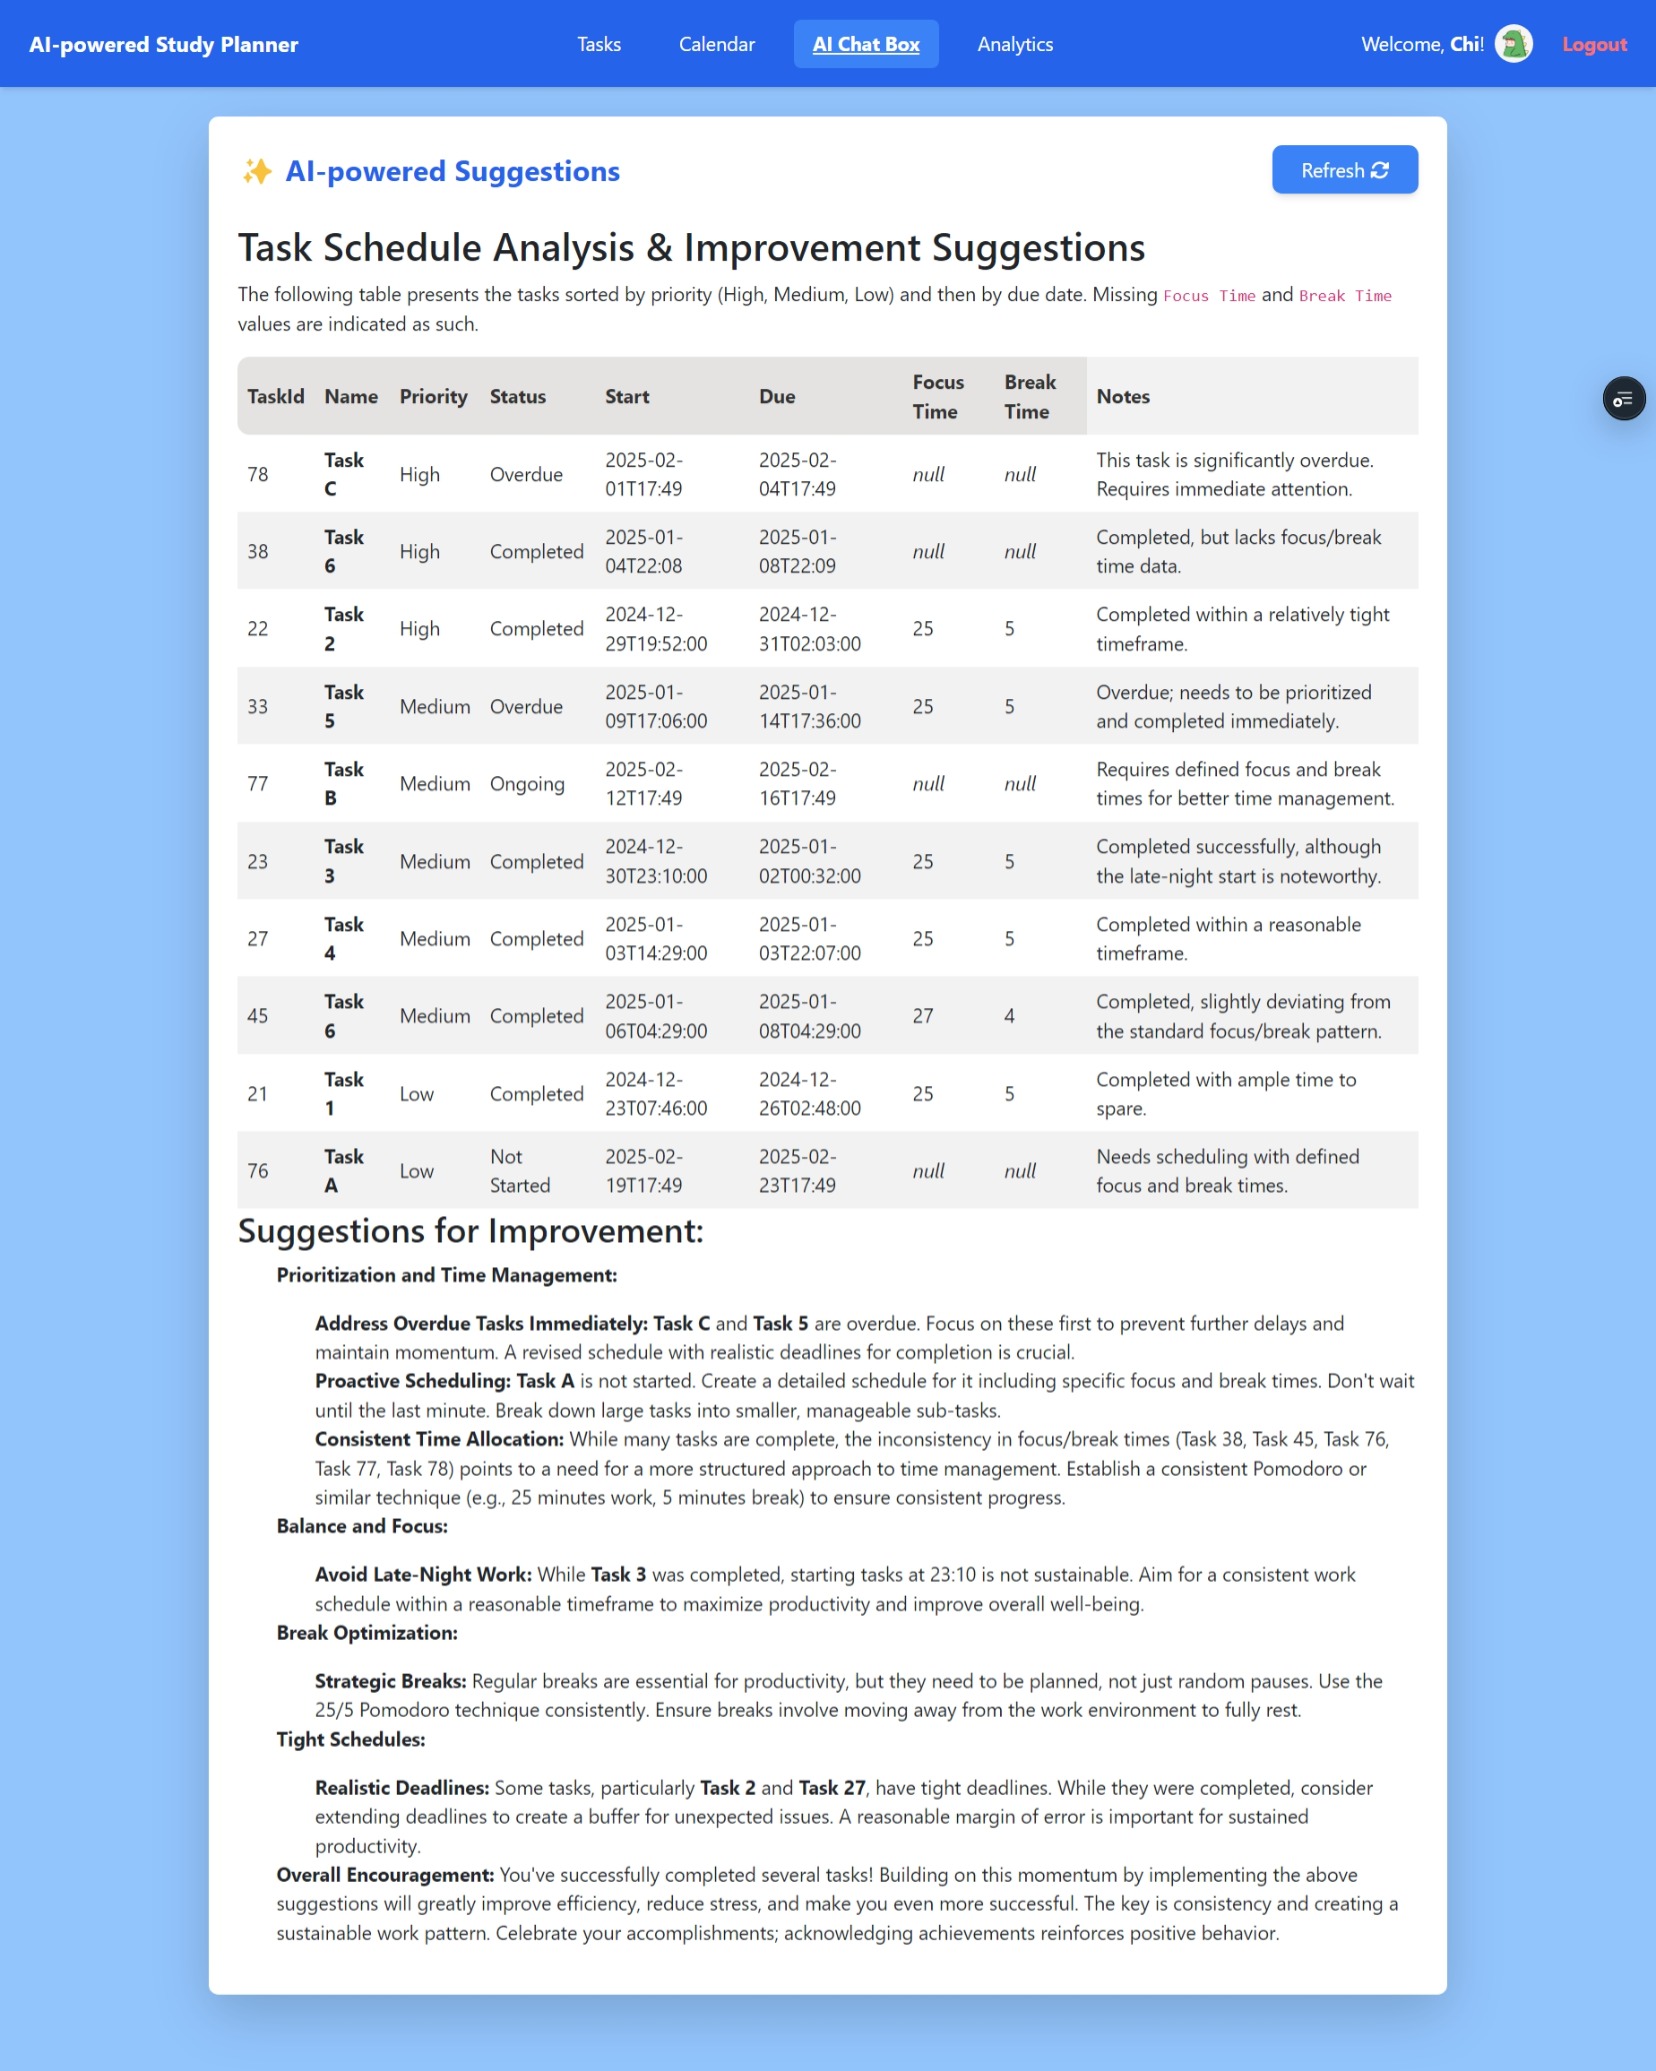 AI-powered Study Planner
Tasks
Calendar
AI Chat Box
Analytics
Welcome, Chi!
Logout
AI-powered Suggestions
Refresh
Task Schedule Analysis & Improvement Suggestions
The following table presents the tasks sorted by priority (High, Medium, Low) and then by due date. Missing Focus Time and Break Time
values are indicated as such.
TaskId Name Priority Status Start Due Focus Time Break Time Notes
78 Task C High Overdue 2025-02-01T17:49 2025-02-04T17:49 null null This task is significantly overdue. Requires immediate attention.
38 Task 6 High Completed 2025-01-04T22:08 2025-01-08T22:09 null null Completed, but lacks focus/break time data.
22 Task 2 High Completed 2024-12-29T19:52:00 2024-12-31T02:03:00 25 5 Completed within a relatively tight timeframe.
33 Task 5 Medium Overdue 2025-01-09T17:06:00 2025-01-14T17:36:00 25 5 Overdue; needs to be prioritized and completed immediately.
77 Task B Medium Ongoing 2025-02-12T17:49 2025-02-16T17:49 null null Requires defined focus and break times for better time management.
23 Task 3 Medium Completed 2024-12-30T23:10:00 2025-01-02T00:32:00 25 5 Completed successfully, although the late-night start is noteworthy.
27 Task 4 Medium Completed 2025-01-03T14:29:00 2025-01-03T22:07:00 25 5 Completed within a reasonable timeframe.
45 Task 6 Medium Completed 2025-01-06T04:29:00 2025-01-08T04:29:00 27 4 Completed, slightly deviating from the standard focus/break pattern.
21 Task 1 Low Completed 2024-12-23T07:46:00 2024-12-26T02:48:00 25 5 Completed with ample time to spare.
76 Task A Low Not Started 2025-02-19T17:49 2025-02-23T17:49 null null Needs scheduling with defined focus and break times.
Suggestions for Improvement:
Prioritization and Time Management:
Address Overdue Tasks Immediately: Task C and Task 5 are overdue. Focus on these first to prevent further delays and
maintain momentum. A revised schedule with realistic deadlines for completion is crucial.
Proactive Scheduling: Task A is not started. Create a detailed schedule for it including specific focus and break times. Don't wait
until the last minute. Break down large tasks into smaller, manageable sub-tasks.
Consistent Time Allocation: While many tasks are complete, the inconsistency in focus/break times (Task 38, Task 45, Task 76,
Task 77, Task 78) points to a need for a more structured approach to time management. Establish a consistent Pomodoro or
similar technique (e.g., 25 minutes work, 5 minutes break) to ensure consistent progress.
Balance and Focus:
Avoid Late-Night Work: While Task 3 was completed, starting tasks at 23:10 is not sustainable. Aim for a consistent work
schedule within a reasonable timeframe to maximize productivity and improve overall well-being.
Break Optimization:
Strategic Breaks: Regular breaks are essential for productivity, but they need to be planned, not just random pauses. Use the
25/5 Pomodoro technique consistently. Ensure breaks involve moving away from the work environment to fully rest.
Tight Schedules:
Realistic Deadlines: Some tasks, particularly Task 2 and Task 27, have tight deadlines. While they were completed, consider
extending deadlines to create a buffer for unexpected issues. A reasonable margin of error is important for sustained
productivity.
Overall Encouragement: You've successfully completed several tasks! Building on this momentum by implementing the above
suggestions will greatly improve efficiency, reduce stress, and make you even more successful. The key is consistency and creating a
sustainable work pattern. Celebrate your accomplishments; acknowledging achievements reinforces positive behavior.